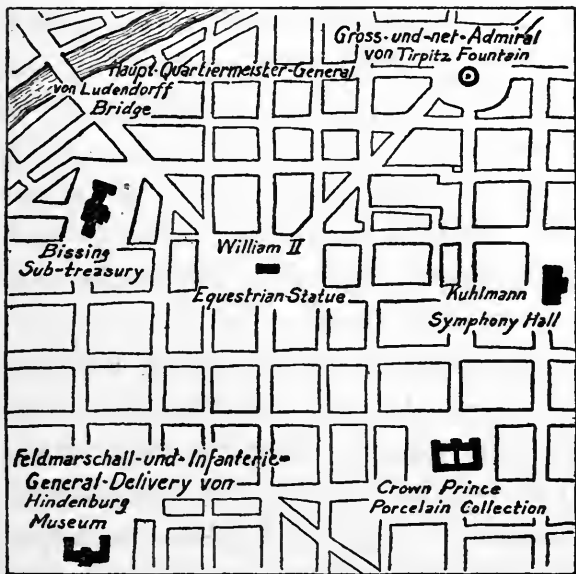 Gross-und-net-Admiral
von Tirpitz Fountain
Haupt-Quartiermeister-General
von Ludendorff
Bridge
Bissing
Sub-treasury
William II
Equestrian-Statue
Kuhlmann
Symphony Hall
Feldmarschall-und-Infanterie-
General-Delivery von
Hindenburg
Museum
Crown Prince
Porcelain Collection